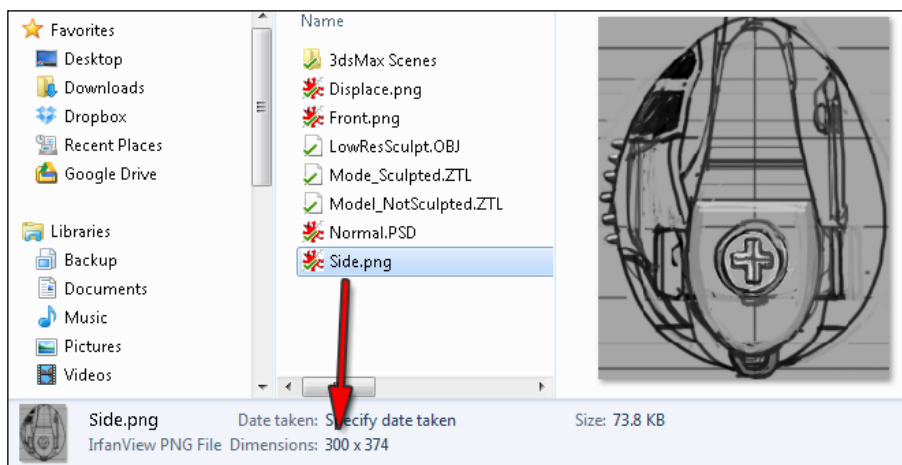 Favorites
Desktop
Downloads
Dropbox
Recent Places
Google Drive
Libraries
Backup
Documents
Music
Pictures
Videos
Name
3dsMax Scenes
Displace.png
Front.png
LowResSculpt.OBJ
Mode_Sculpted.ZTL
Model_NotSculpted.ZTL
Normal.PSD
Side.png
Side.png Date taken: Specify date taken Size: 73.8 KB
IrfanView PNG File Dimensions: 300 x 374